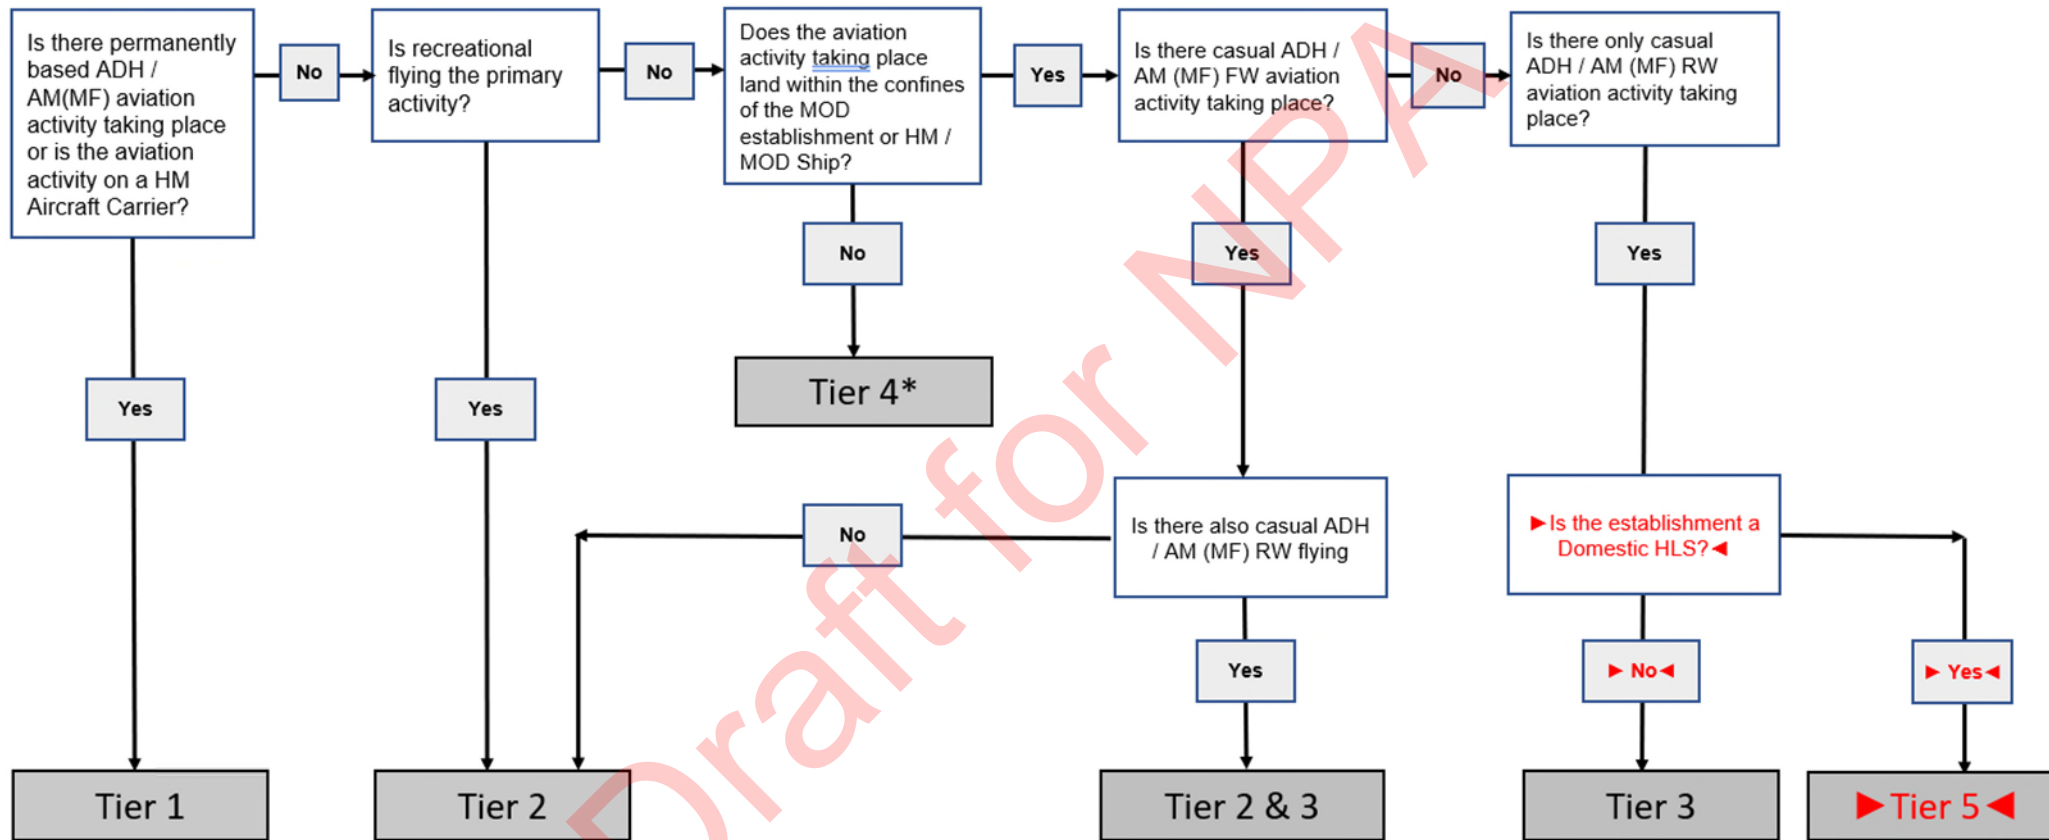 Is there permanently
based ADH /
AM(MF) aviation
activity taking place
or is the aviation
activity on a HM
Aircraft Carrier?
No
Is recreational
flying the primary
activity?
No
Does the aviation
activity taking place
land within the confines
of the MOD
establishment or HM /
MOD Ship?
Yes
Is there casual ADH /
AM (MF) FW aviation
activity taking place?
No
Is there only casual
ADH / AM (MF) RW
aviation activity taking
place?
No
Yes
Yes
Yes
Yes
Tier 4*
No
Is there also casual ADH
/ AM (MF) RW flying
►Is the establishment a
Domestic HLS?◄
Yes
►No◄
►Yes◄
Tier 1
Tier 2
Tier 2 & 3
Tier 3
►Tier 5◄
Draft for NPA